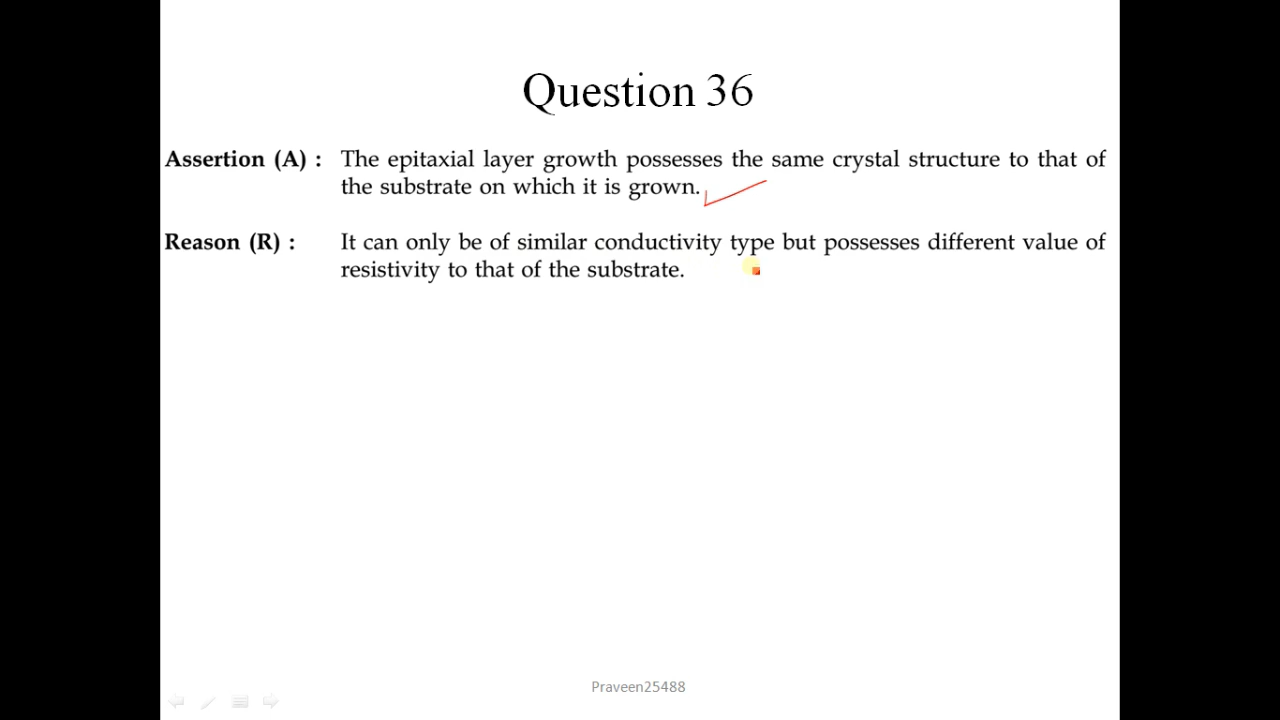 Question 36
Assertion (A) : The epitaxial layer growth possesses the same crystal structure to that of
the substrate on which it is grown.
Reason (R) : It can only be of similar conductivity type but possesses different value of
resistivity to that of the substrate.
Praveen25488